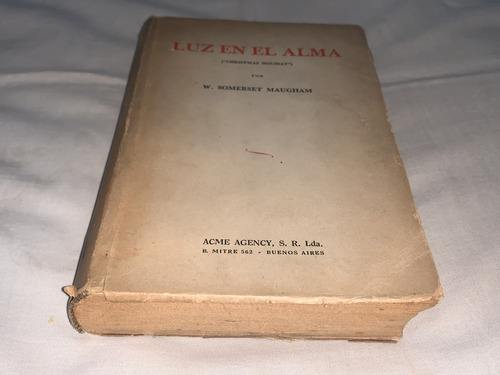 LUZ EN EL ALMA
("CHRISTMAS HOLIDAY")
POR
W. SOMERSET MAUGHAM
ACME AGENCY, S. R. Lda.
B. MITRE 562 - BUENOS AIRES